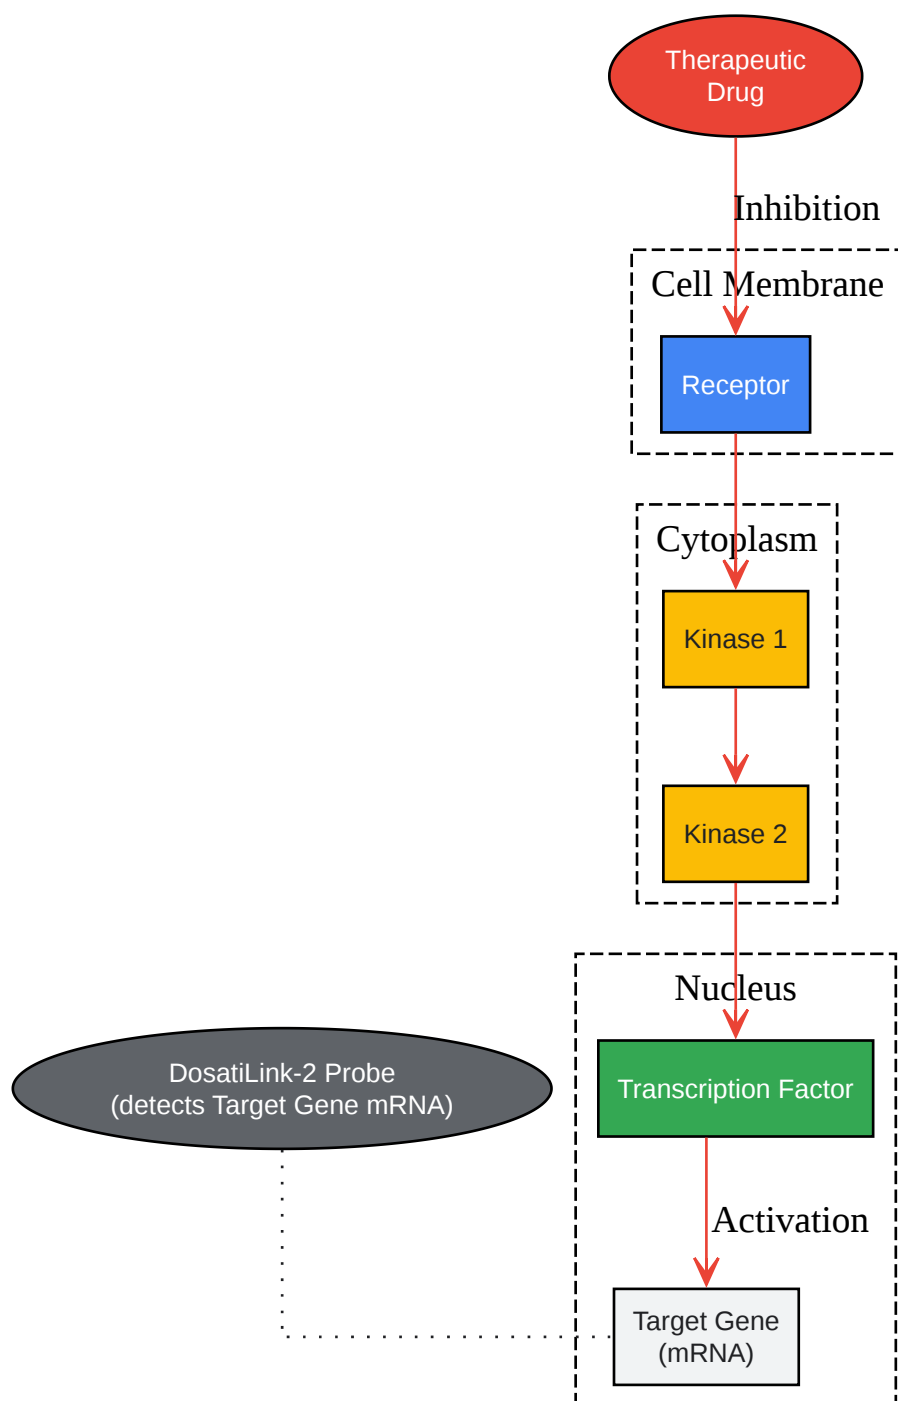 Therapeutic
Drug
Inhibition
Cell Membrane
Receptor
Cytoplasm
Kinase 1
Kinase 2
Nucleus
DosatiLink-2 Probe
(detects Target Gene mRNA)
Transcription Factor
Activation
Target Gene
(mRNA)